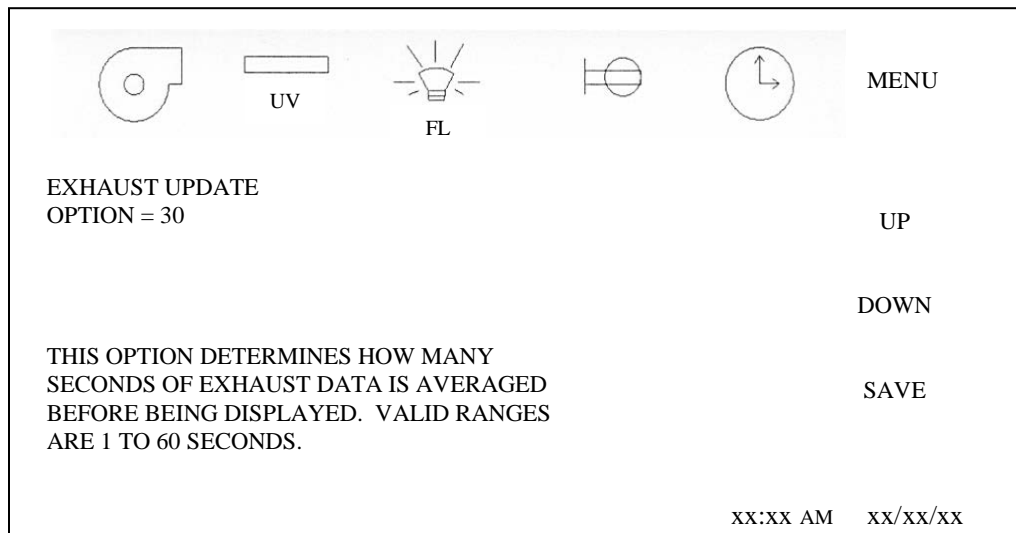 UV
FL
MENU
EXHAUST UPDATE
OPTION = 30
UP
DOWN
THIS OPTION DETERMINES HOW MANY
SECONDS OF EXHAUST DATA IS AVERAGED
BEFORE BEING DISPLAYED.  VALID RANGES
ARE 1 TO 60 SECONDS.
SAVE
xx:xx AM xx/xx/xx